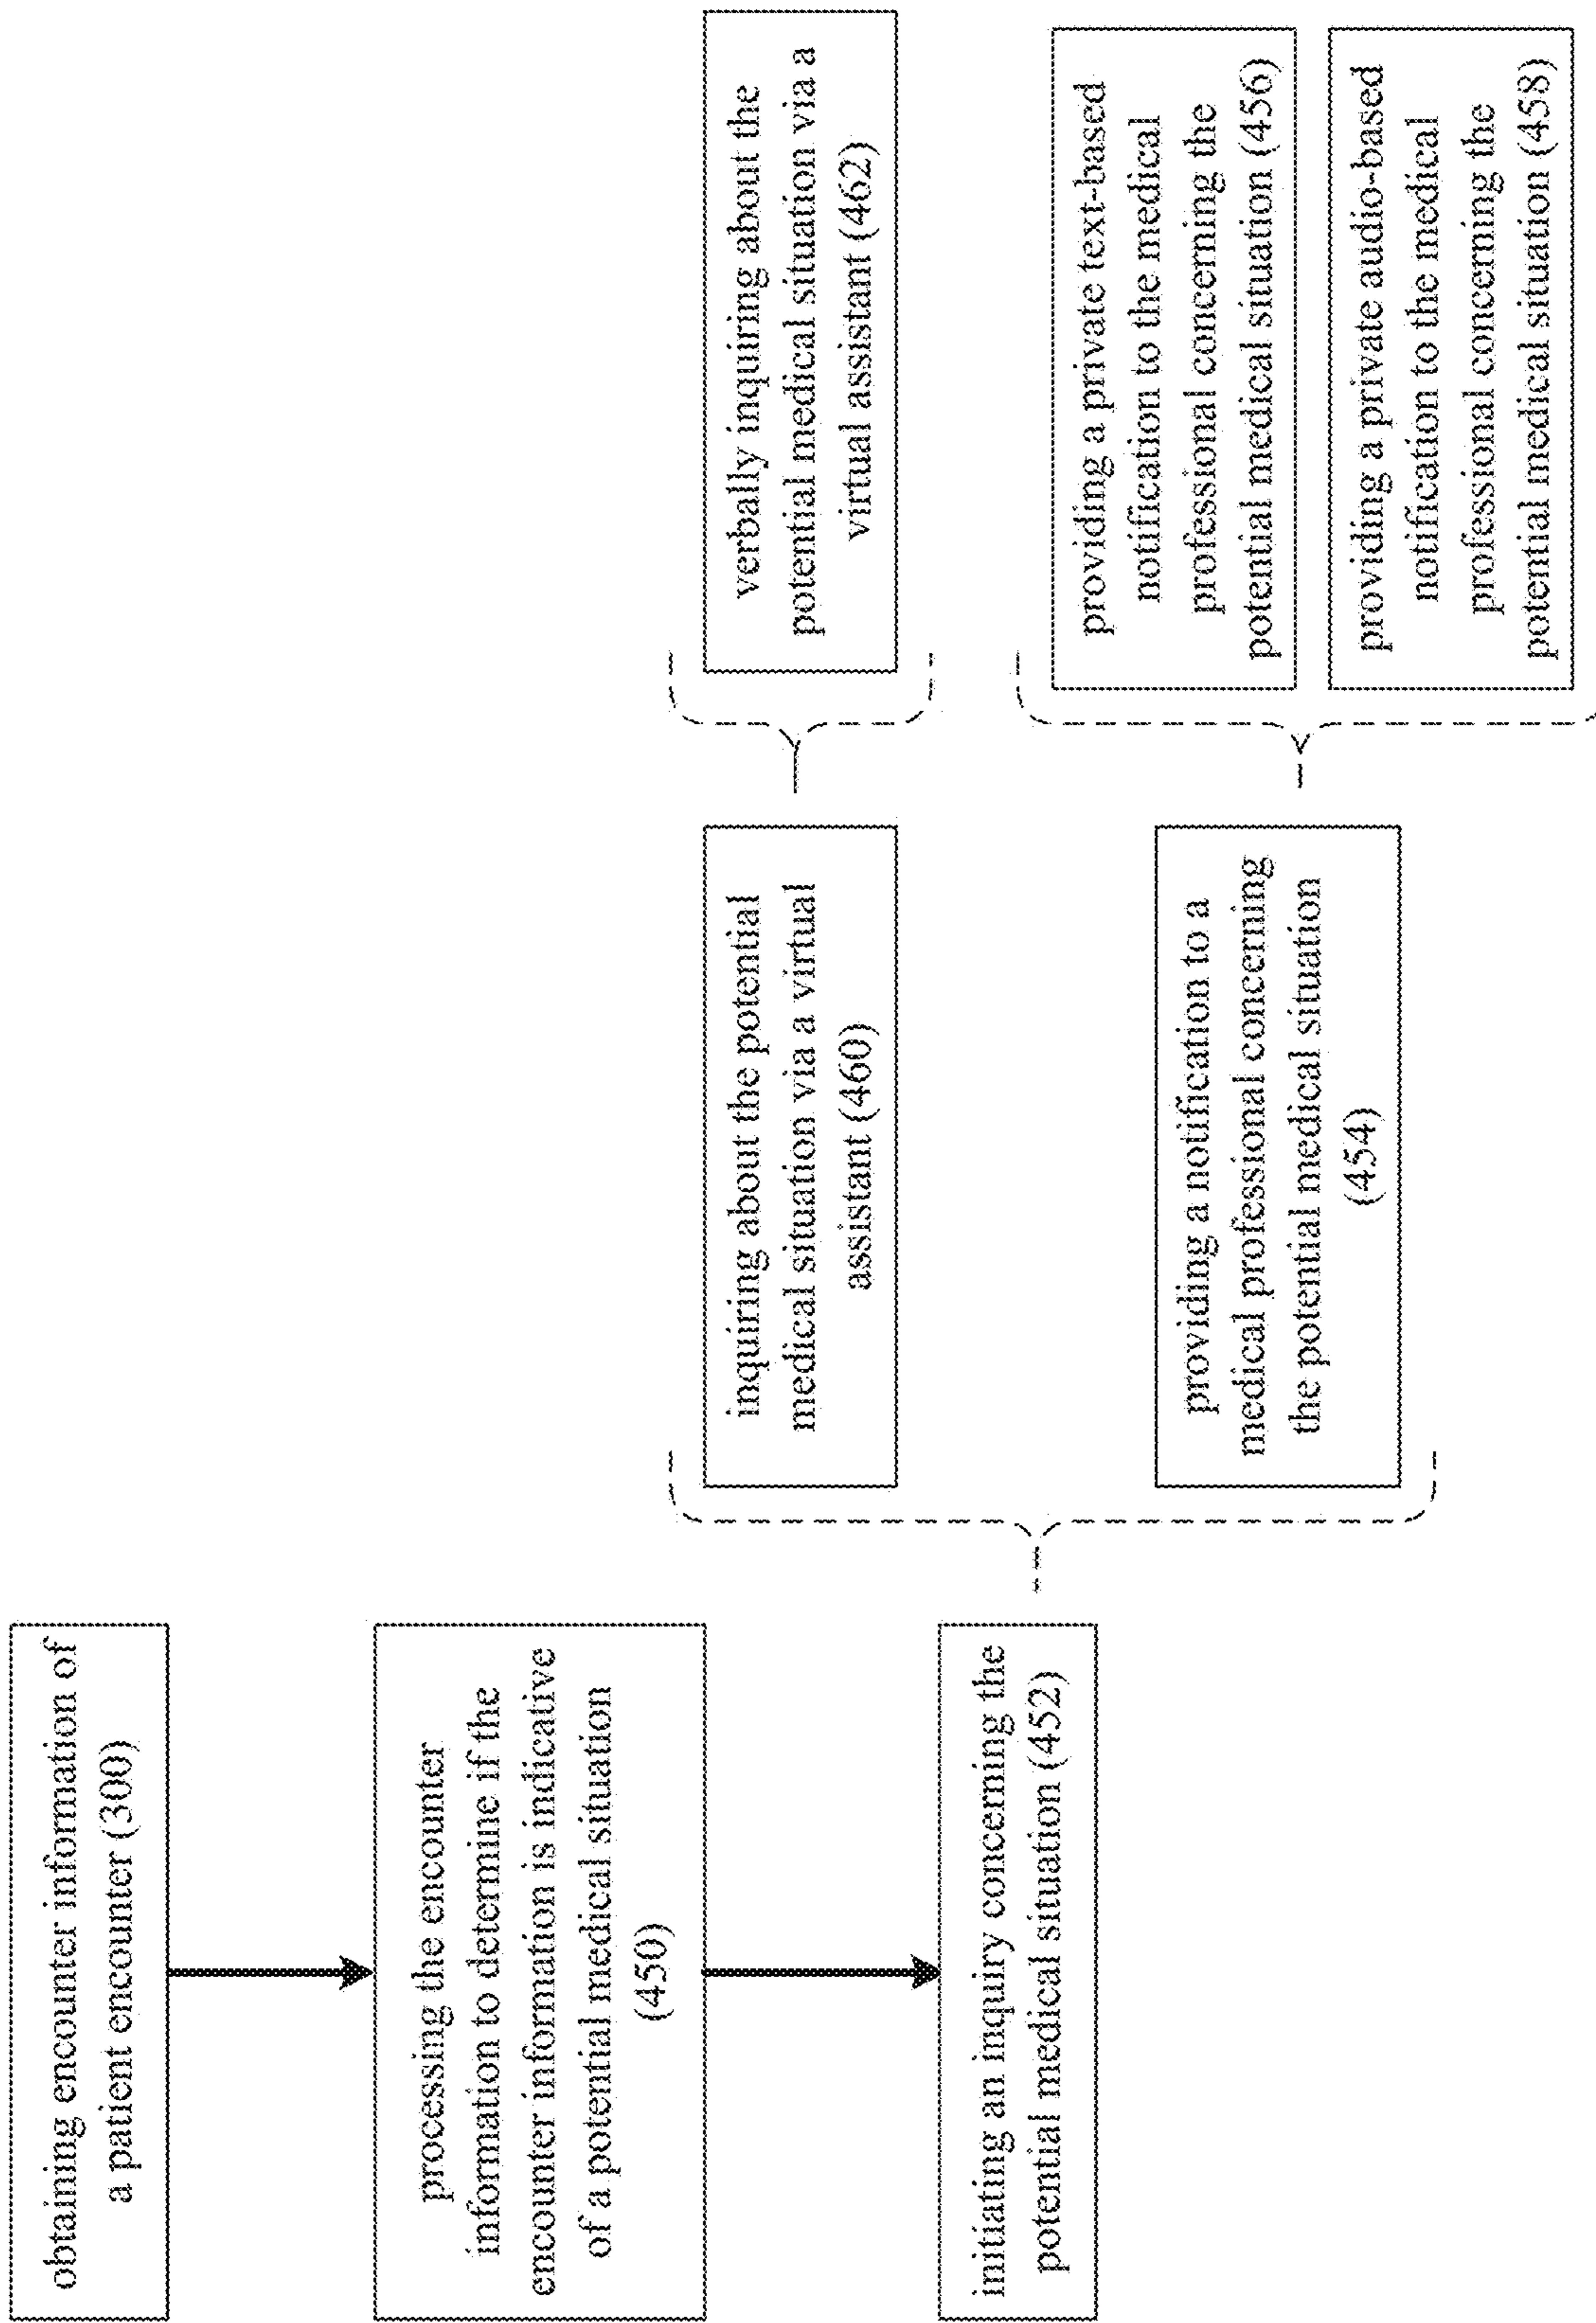 obtaining encounter information of
a patient encounter (300)
processing the encounter
information to determine if the
encounter information is indicative
of a potential medical situation
(450)
initiating an inquiry concerning the
potential medical situation (452)
inquiring about the potential
medical situation via a virtual
assistant (460)
verbally inquiring about the
potential medical situation via a
virtual assistant (462)
providing a notification to a
medical professional concerning
the potential medical situation
(454)
providing a private text-based
notification to the medical
professional concerning the
potential medical situation (456)
providing a private audio-based
notification to the medical
professional concerning the
potential medical situation (458)